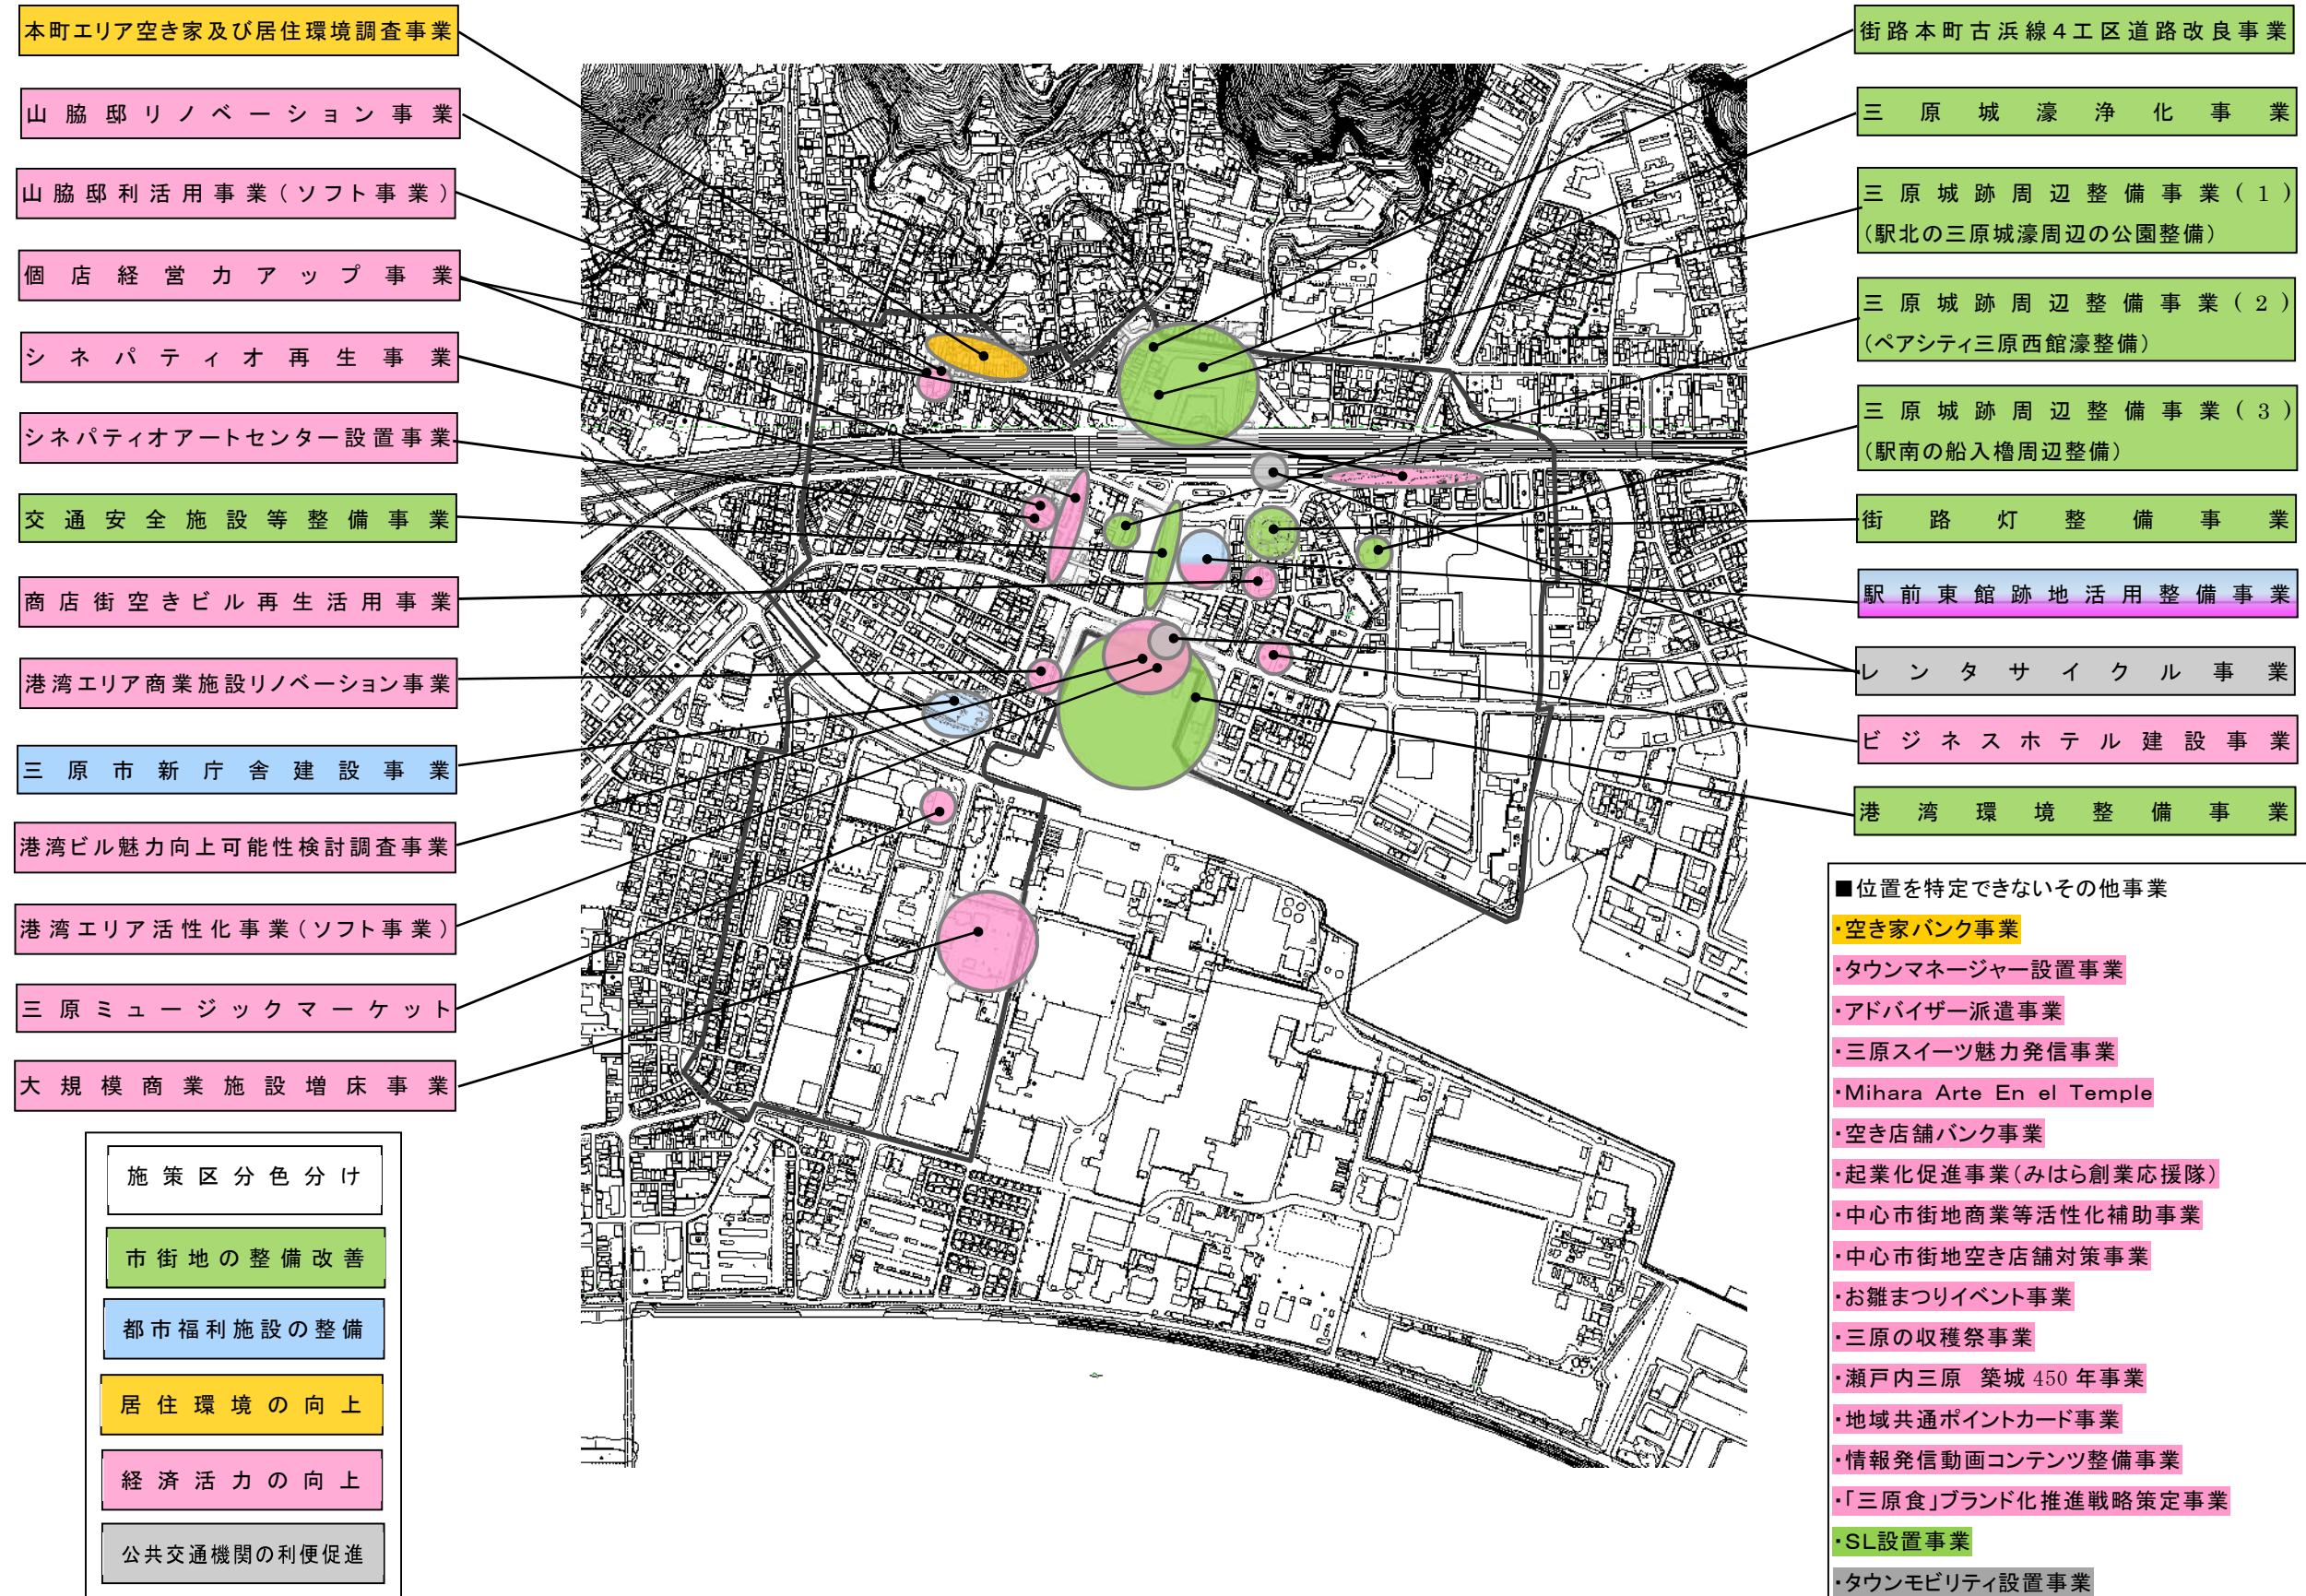 本町エリア空き家及び居住環境調査事業
山脇邸リノベーション事業
山脇邸利活用事業(ソフト事業)
個店経営力アップ事業
シネパティオ再生事業
シネパティオアートセンター設置事業
交通安全施設等整備事業
商店街空きビル再生活用事業
港湾エリア商業施設リノベーション事業
三原市新庁舎建設事業
港湾ビル魅力向上可能性検討調査事業
港湾エリア活性化事業(ソフト事業)
三原ミュージックマーケット
大規模商業施設増床事業
施策区分色分け
市街地の整備改善
都市福利施設の整備
居住環境の向上
経済活力の向上
公共交通機関の利便促進
街路本町古浜線4工区道路改良事業
三原城濠浄化事業
三原城跡周辺整備事業(1)
(駅北の三原城濠周辺の公園整備)
三原城跡周辺整備事業(2)
(ペアシティ三原西館濠整備)
三原城跡周辺整備事業(3)
(駅南の船入櫓周辺整備)
街路灯整備事業
駅前東館跡地活用整備事業
レンタサイクル事業
ビジネスホテル建設事業
港湾環境整備事業
■位置を特定できないその他事業
・空き家バンク事業
・タウンマネージャー設置事業
・アドバイザー派遣事業
・三原スイーツ魅力発信事業
・Mihara Arte En el Temple
・空き店舗バンク事業
・起業化促進事業(みはら創業応援隊)
・中心市街地商業等活性化補助事業
・中心市街地空き店舗対策事業
・お雛まつりイベント事業
・三原の収穫祭事業
・瀬戸内三原 築城450年事業
・地域共通ポイントカード事業
・情報発信動画コンテンツ整備事業
・「三原食」ブランド化推進戦略策定事業
・SL設置事業
・タウンモビリティ設置事業